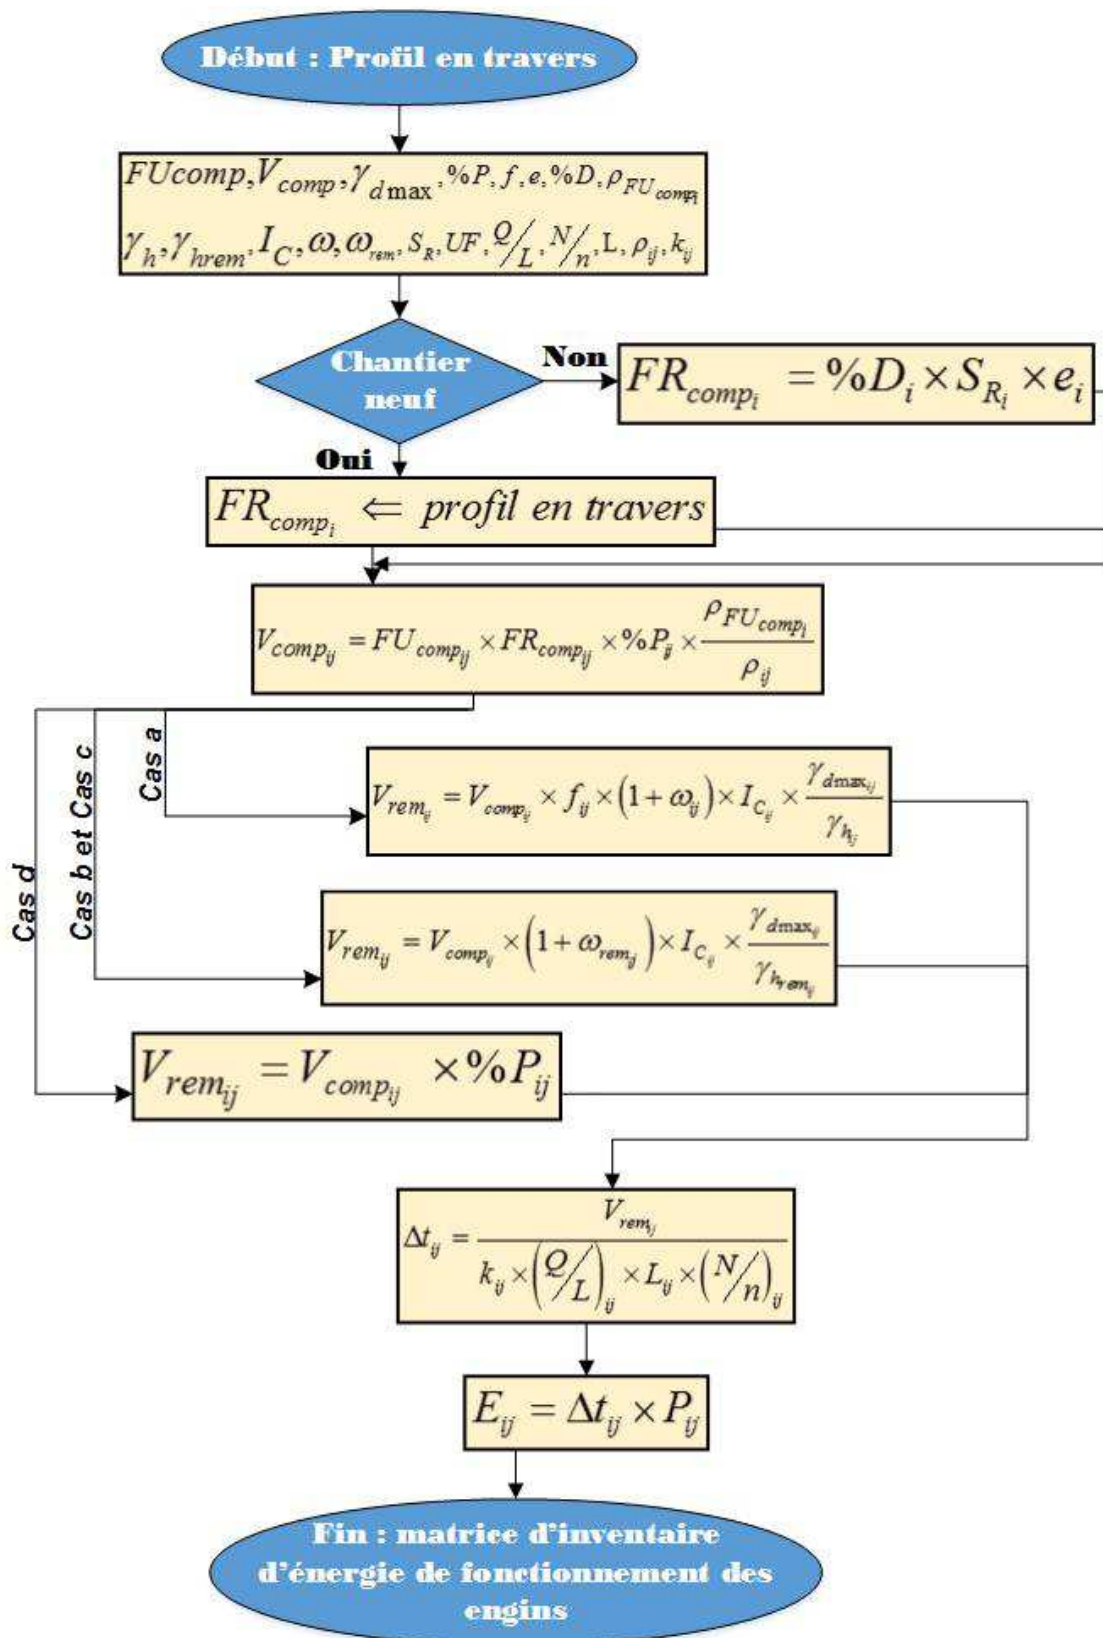 Début : Profil en travers
FUcomp, V_comp, γ_dmax, %P, f, e, %D, ρ_FU_comp_i
γ_h, γ_hrem, I_C, ω, ω_rem, S_R, UF, Q/L, N/n, L, ρ_ij, k_ij
Chantier
neuf
Non
FR_comp_i = %D_i × S_R_i × e_i
Oui
FR_comp_i ⇐ profil en travers
V_comp_ij = FU_comp_ij × FR_comp_ij × %P_ij × ρ_FU_comp_i / ρ_ij
Cas a
Cas b et Cas c
Cas d
V_rem_ij = V_comp_ij × f_ij × (1 + ω_ij) × I_C_ij × γ_dmax_ij / γ_h_ij
V_rem_ij = V_comp_ij × (1 + ω_rem_ij) × I_C_ij × γ_dmax_ij / γ_h_rem_ij
V_rem_ij = V_comp_ij × %P_ij
Δt_ij = V_rem_ij / k_ij × (Q/L)_ij × L_ij × (N/n)_ij
E_ij = Δt_ij × P_ij
Fin : matrice d'inventaire
d'énergie de fonctionnement des
engins